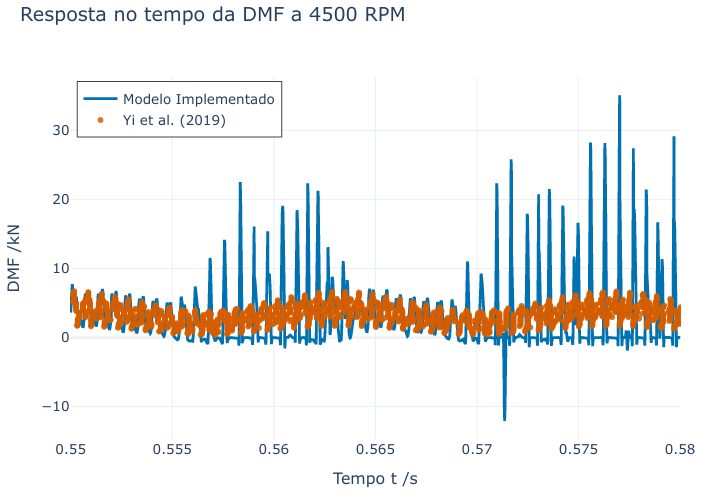 Resposta no tempo da DMF a 4500 RPM
Modelo Implementado
Yi et al. (2019)
DMF /kN
30
20
10
0
−10
0.55 0.555 0.56 0.565 0.57 0.575 0.58
Tempo t /s